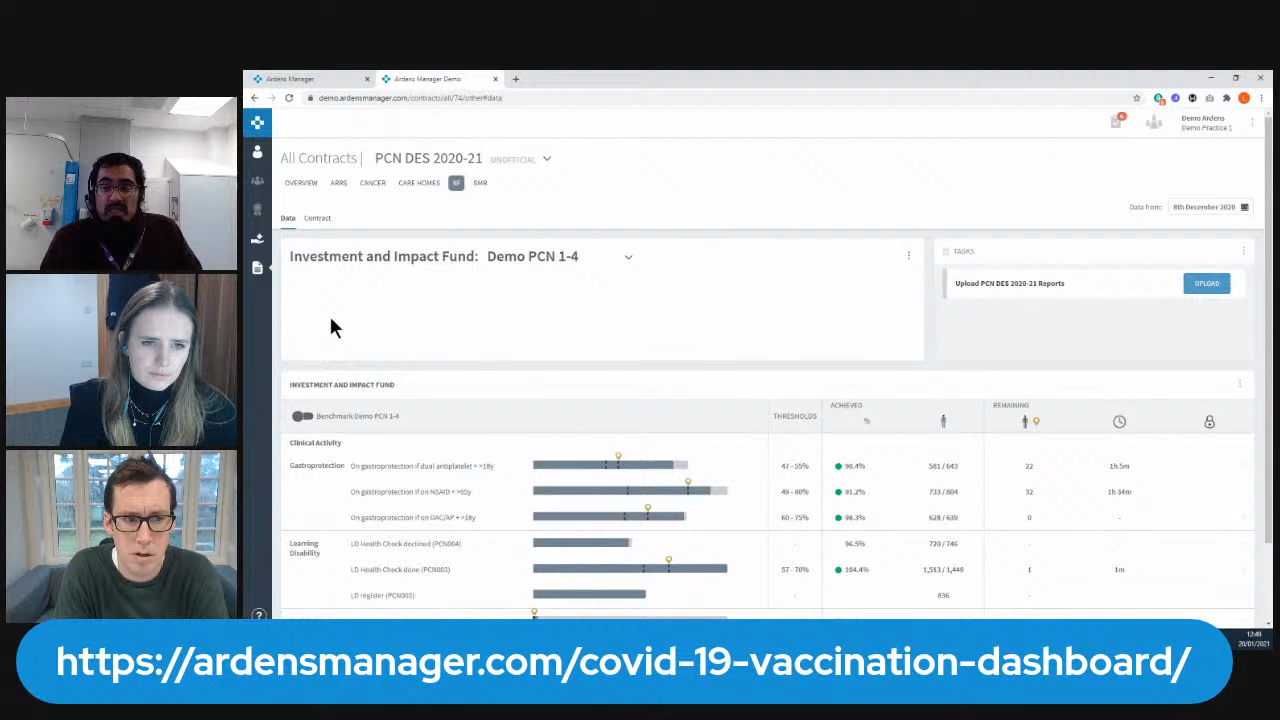 Ardens Manager
Ardens Manager Demo
demo.ardensmanager.com/contracts/all/74/other#data
6
Demo Ardens
Demo Practice 1
All Contracts | PCN DES 2020-21 UNOFFICIAL
OVERVIEW ARRS CANCER CARE HOMES IIF SMR
Data from: 8th December 2020
Data Contract
Investment and Impact Fund: Demo PCN 1-4
TASKS
Upload PCN DES 2020-21 Reports UPLOAD
INVESTMENT AND IMPACT FUND
Benchmark Demo PCN 1-4 THRESHOLDS ACHIEVED % REMAINING
Clinical Activity
Gastroprotection On gastroprotection if dual antiplatelet + >18y 47 - 55% 90.4% 581 / 643 22 1h 5m
On gastroprotection if on NSAID + >65y 49 - 80% 91.2% 733 / 804 32 1h 34m
On gastroprotection if on OAC/AP + >18y 60 - 75% 98.3% 628 / 639 0 -
Learning Disability LD Health Check declined (PCN004) - 96.5% 720 / 746 - -
LD Health Check done (PCN003) 57 - 70% 104.4% 1,513 / 1,449 1 1m
LD register (PCN002) - 836 - -
12:49
20/01/2021
https://ardensmanager.com/covid-19-vaccination-dashboard/